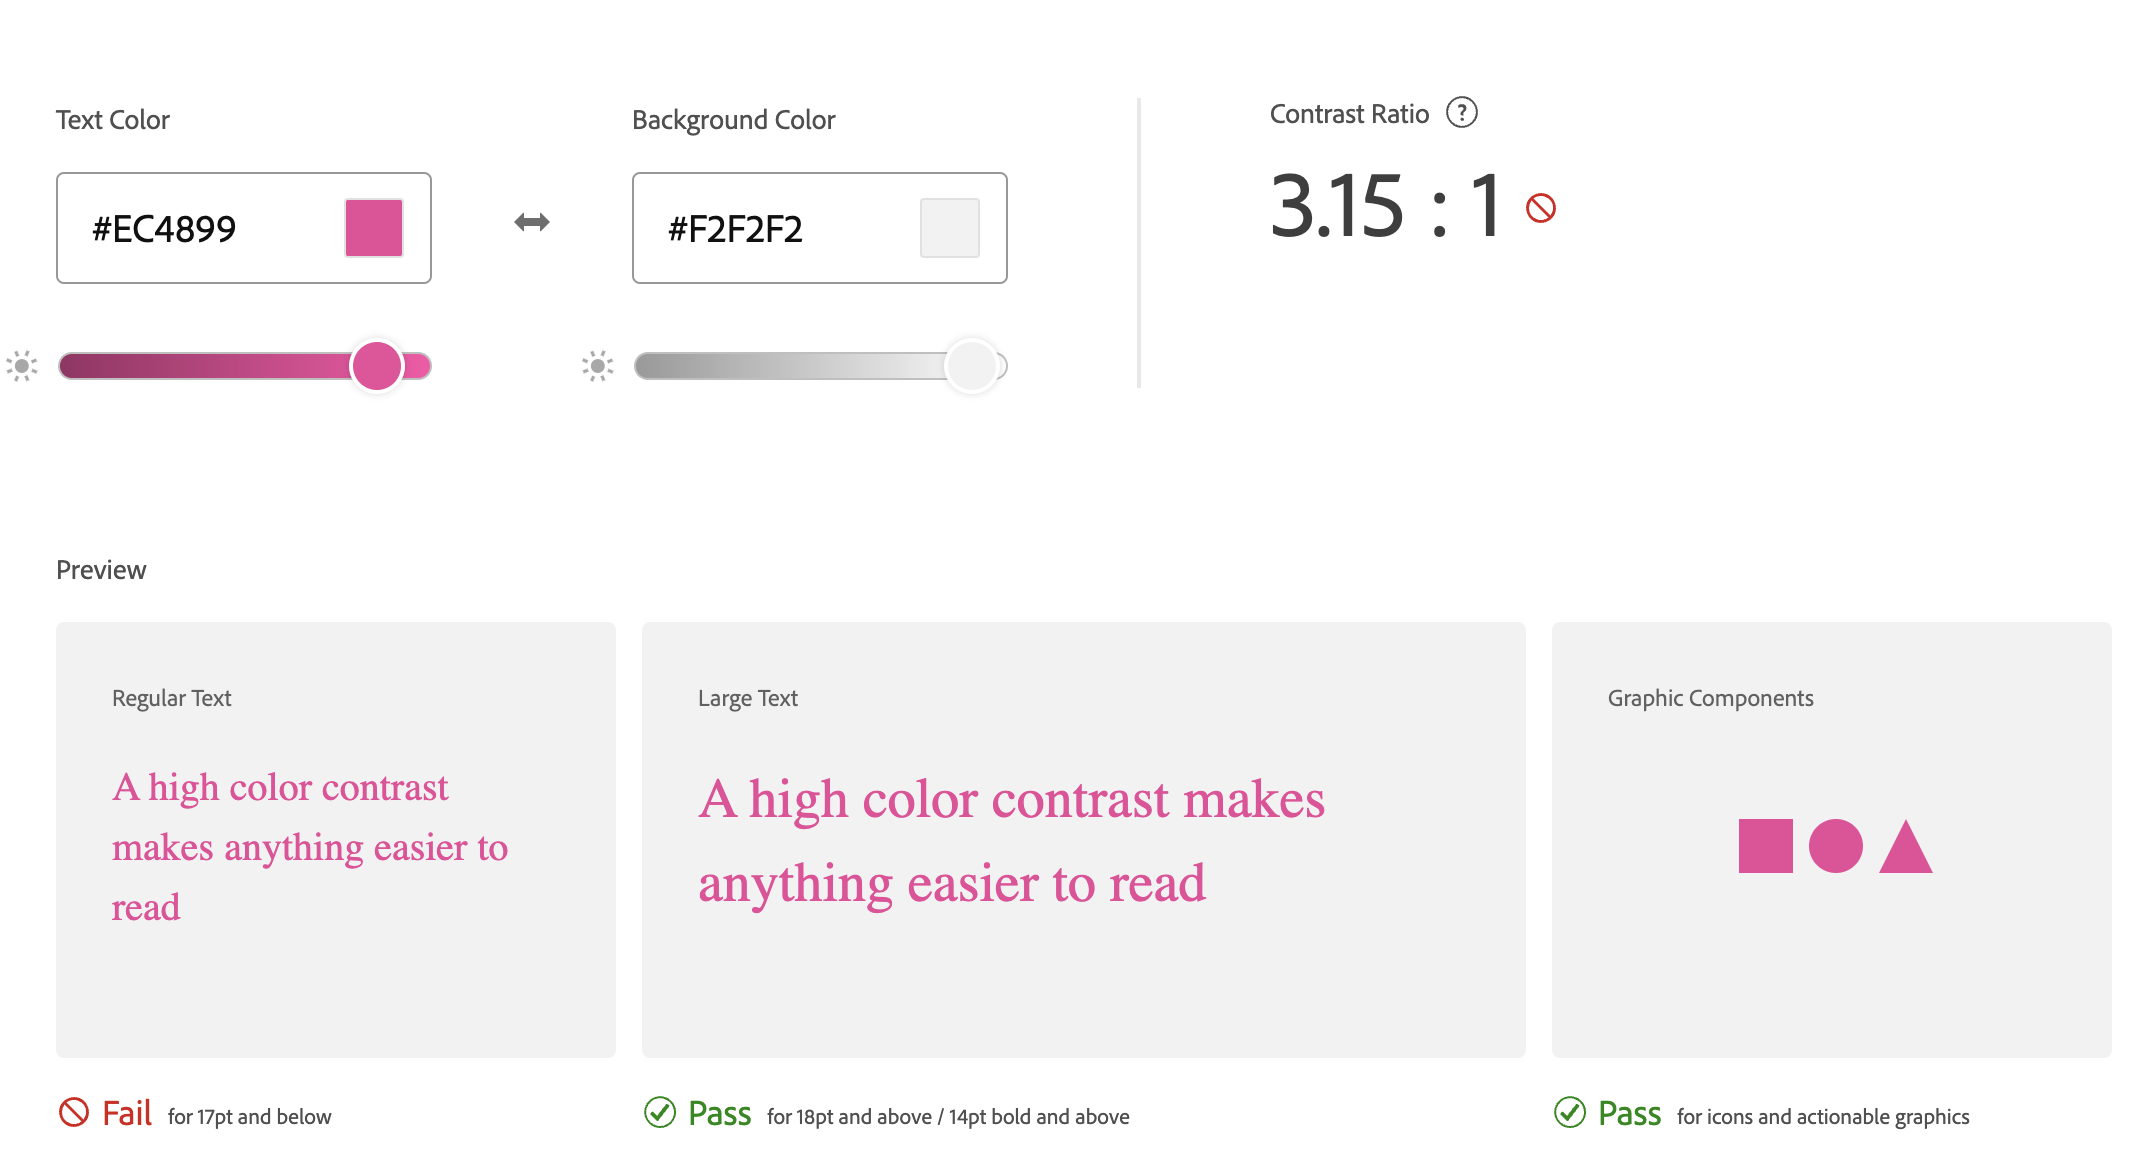 Text Color
Background Color
Contrast Ratio ?
#EC4899
#F2F2F2
3.15 : 1
Preview
Regular Text
A high color contrast
makes anything easier to
read
Large Text
A high color contrast makes
anything easier to read
Graphic Components
Fail for 17pt and below
Pass for 18pt and above / 14pt bold and above
Pass for icons and actionable graphics